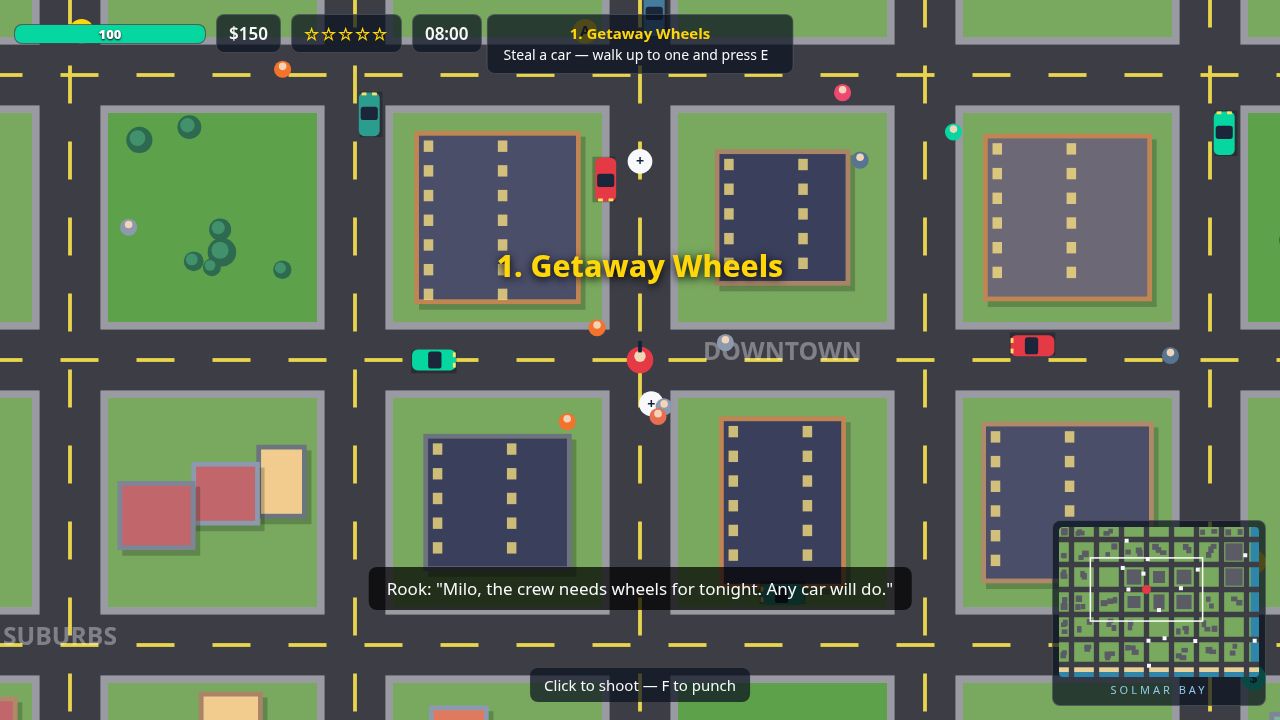 100
$150
☆☆☆☆☆
08:00
1. Getaway Wheels
Steal a car — walk up to one and press E
+
1. Getaway Wheels
DOWNTOWN
+
Rook: "Milo, the crew needs wheels for tonight. Any car will do."
SUBURBS
Click to shoot — F to punch
SOLMAR BAY